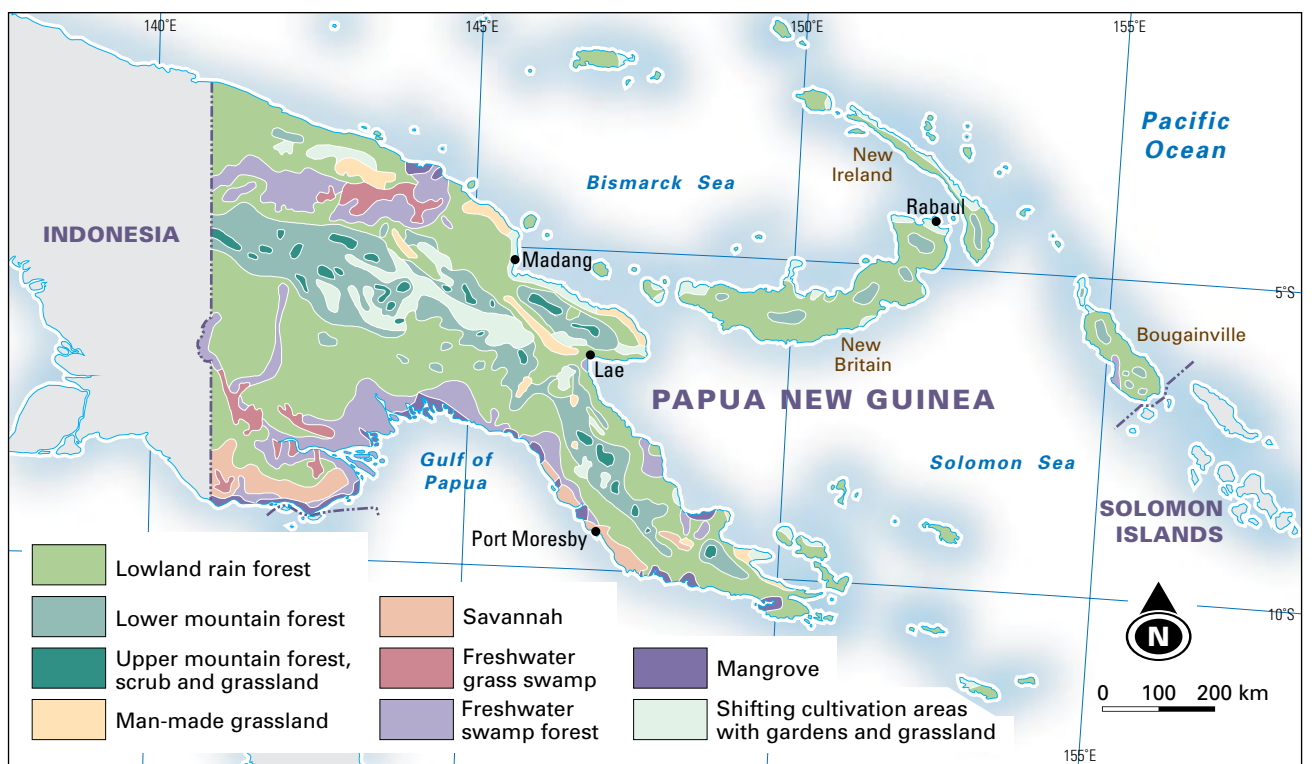 140°E
145°E
150°E
155°E
Pacific
Ocean
New
Ireland
Bismarck Sea
Rabaul
INDONESIA
Madang
5°S
Bougainville
New
Britain
Lae
PAPUA NEW GUINEA
Gulf of
Papua
Solomon Sea
SOLOMON
ISLANDS
Port Moresby
10°S
Lowland rain forest
Lower mountain forest
Upper mountain forest,
scrub and grassland
Man-made grassland
Savannah
Freshwater
grass swamp
Freshwater
swamp forest
Mangrove
Shifting cultivation areas
with gardens and grassland
N
0 100 200 km
155°E